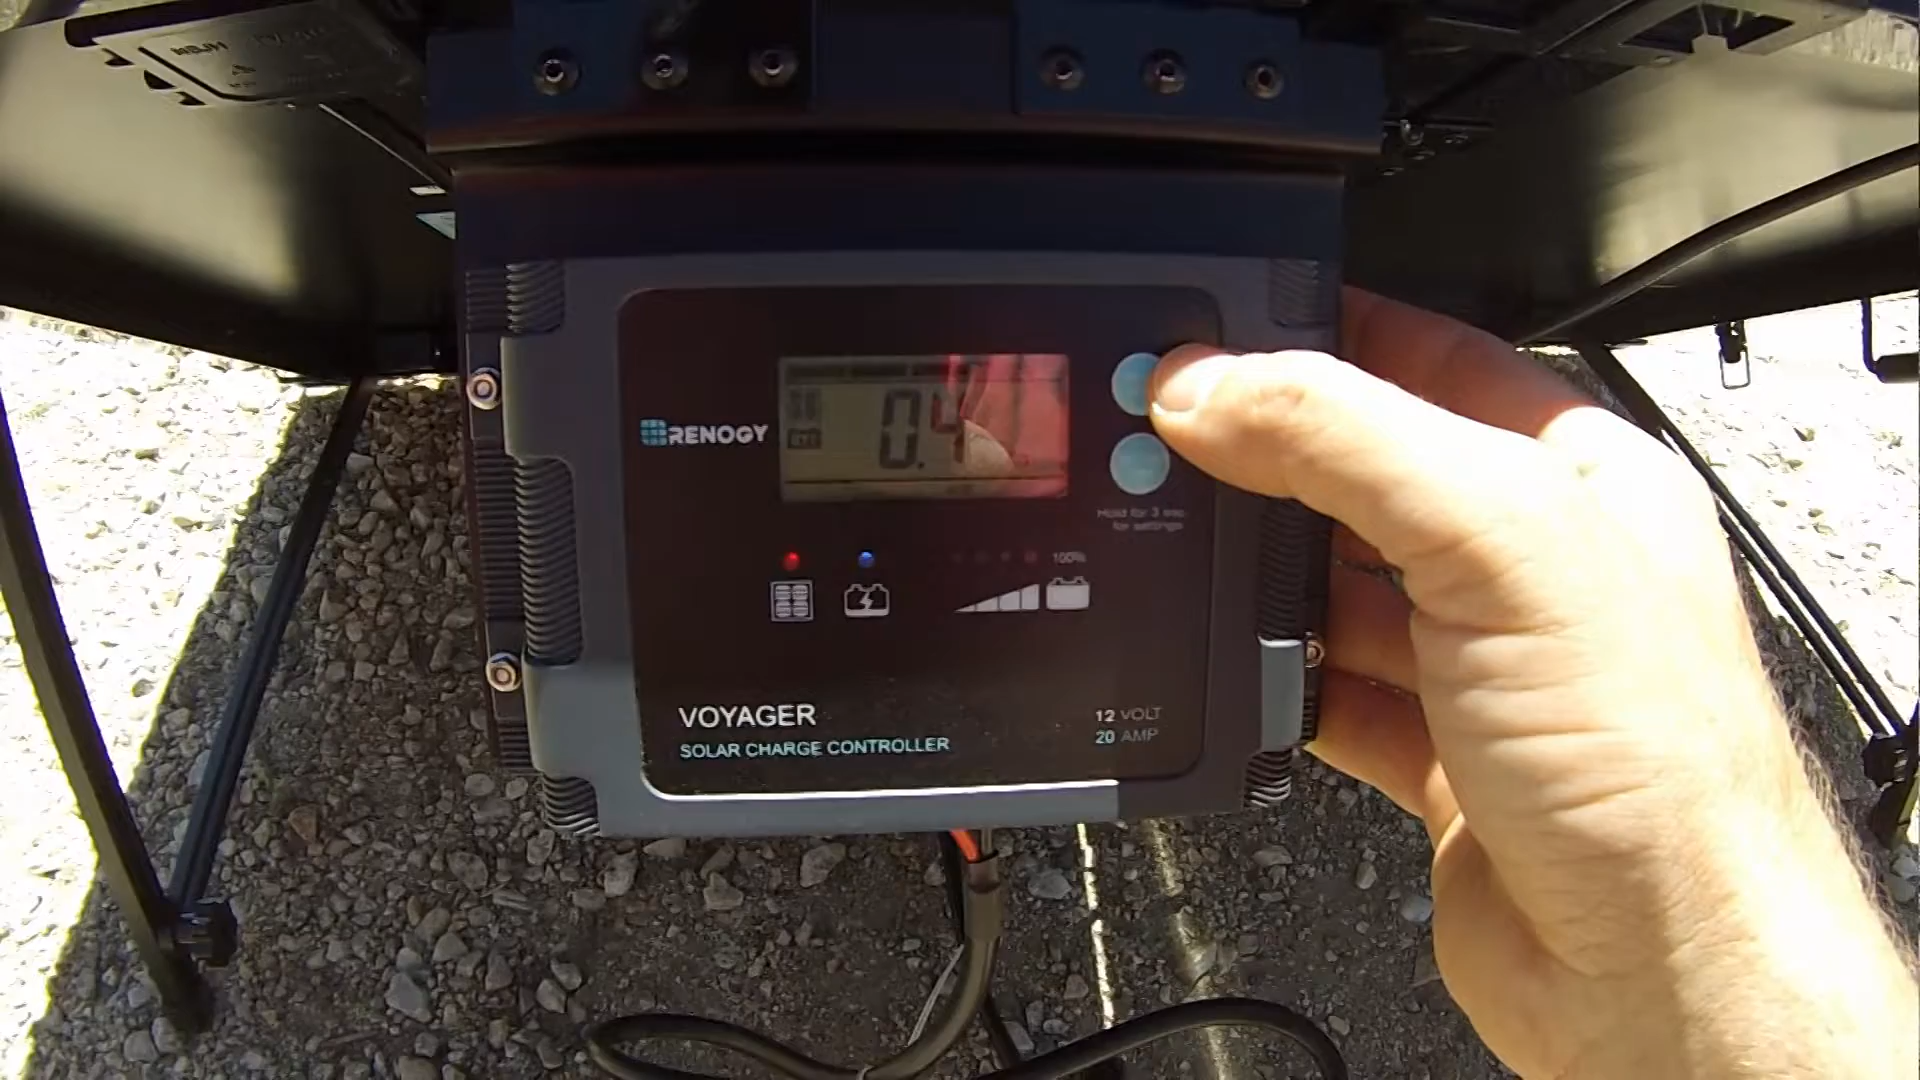 0.4
RENOGY
Hold for 3 sec.
for settings
100%
VOYAGER
SOLAR CHARGE CONTROLLER
12 VOLT
20 AMP